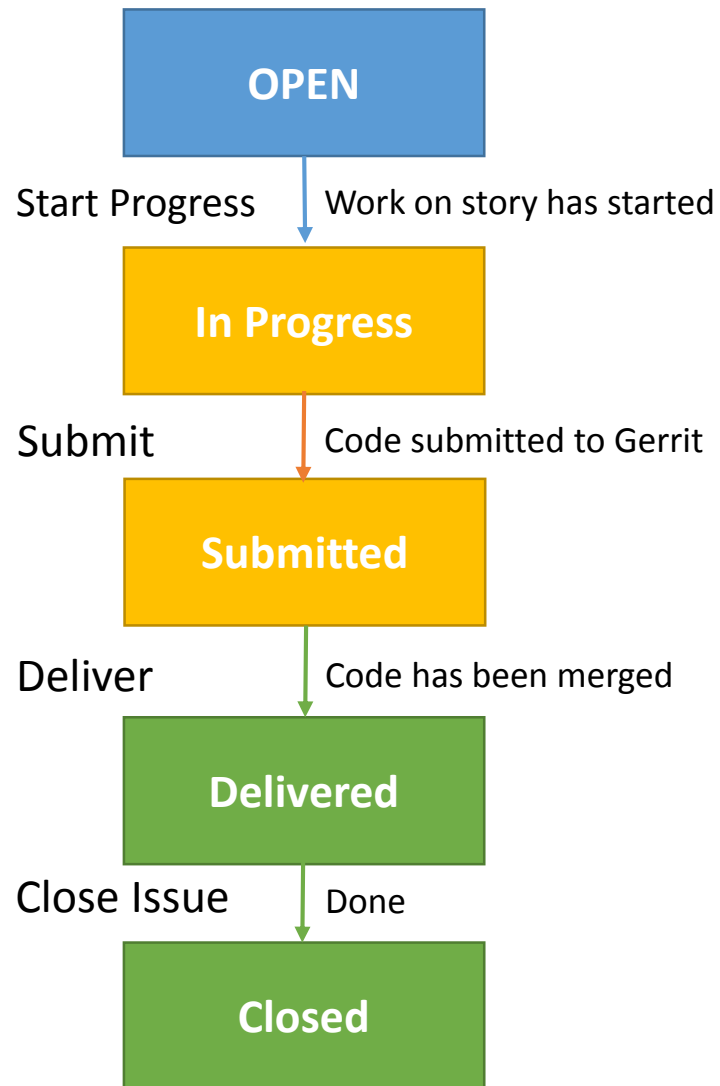 OPEN
Start Progress
Work on story has started
In Progress
Submit
Code submitted to Gerrit
Submitted
Deliver
Code has been merged
Delivered
Close Issue
Done
Closed